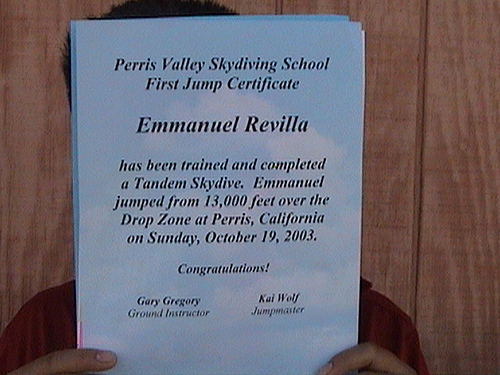 Perris Valley Skydiving School
First Jump Certificate
Emmanuel Revilla
has been trained and completed
a Tandem Skydive. Emmanuel
jumped from 13,000 feet over the
Drop Zone at Perris, California
on Sunday, October 19, 2003.
Congratulations!
Gary Gregory Kai Wolf
Ground Instructor Jumpmaster